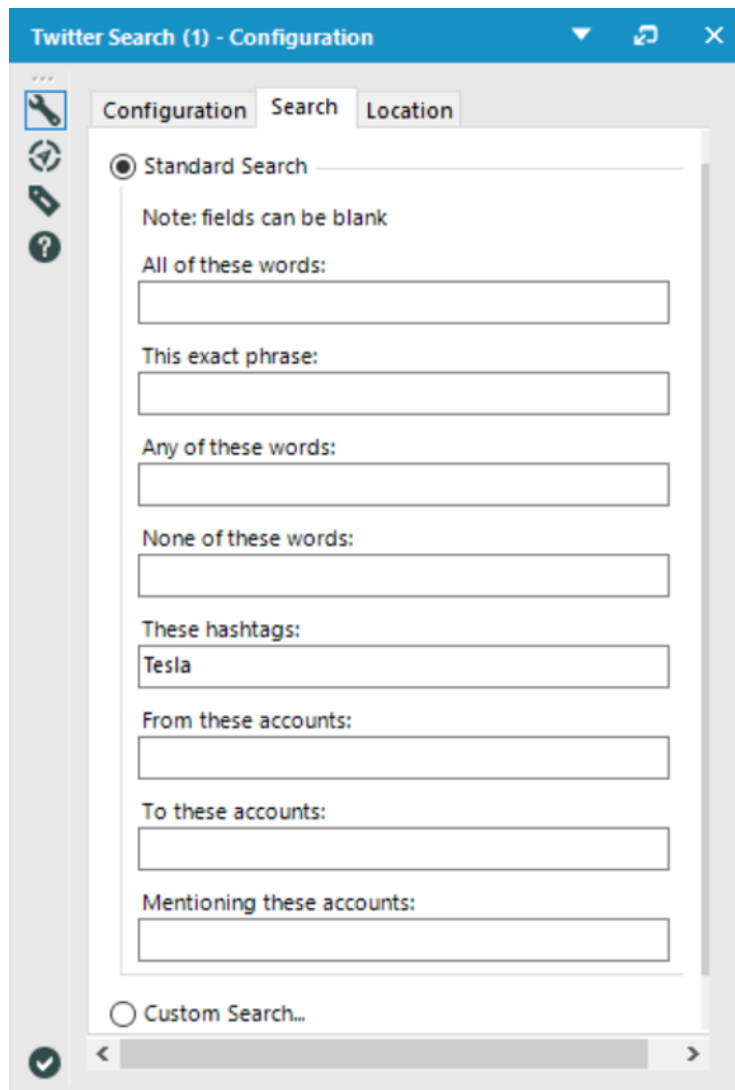 Twitter Search (1) - Configuration
Configuration Search Location
Standard Search
Note: fields can be blank
All of these words:
This exact phrase:
Any of these words:
None of these words:
These hashtags:
Tesla
From these accounts:
To these accounts:
Mentioning these accounts:
Custom Search...